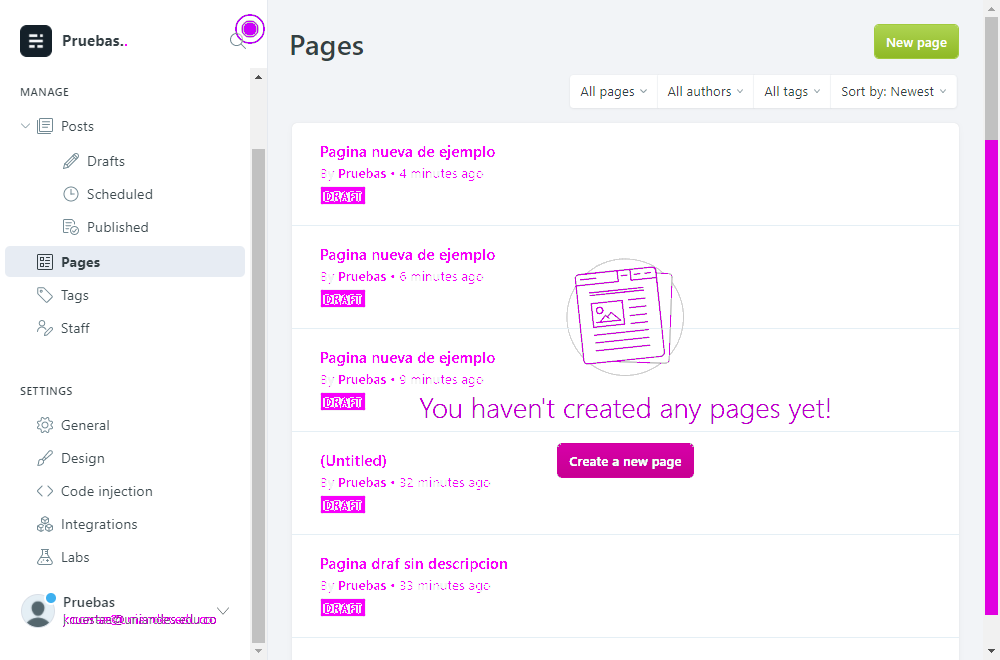 Pruebas..
Pages
New page
All pages
All authors
All tags
Sort by: Newest
MANAGE
Posts
Drafts
Scheduled
Published
Pages
Tags
Staff
SETTINGS
General
Design
Code injection
Integrations
Labs
Pruebas
Pagina nueva de ejemplo
By Pruebas • 4 minutes ago
DRAFT
Pagina nueva de ejemplo
By Pruebas • 6 minutes ago
DRAFT
Pagina nueva de ejemplo
By Pruebas • 9 minutes ago
DRAFT
You haven't created any pages yet!
Create a new page
(Untitled)
By Pruebas • 32 minutes ago
DRAFT
Pagina draf sin descripcion
By Pruebas • 33 minutes ago
DRAFT